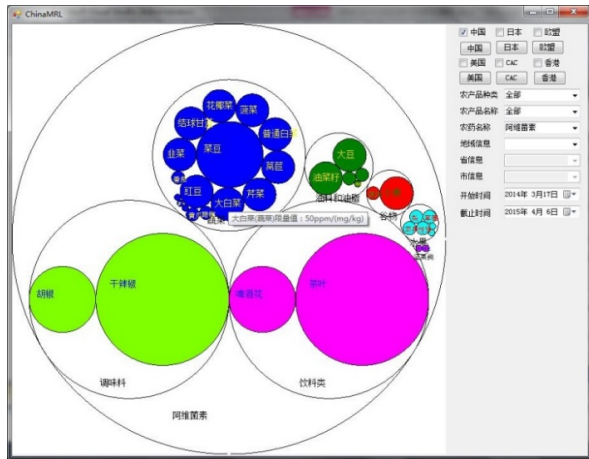 ChinaMRL
中国 日本 欧盟
中国 日本 欧盟
美国 CAC 香港
美国 CAC 香港
农产品种类 全部
农产品名称 全部
农药名称 阿维菌素
地域信息
省信息
市信息
开始时间 2014年 3月17日
截止时间 2015年 4月 6日
花椰菜
菠菜
结球甘
普通白菜
韭菜
菜豆
莴苣
豇豆
芹菜
大白菜
大白菜(蔬菜)限量值：50ppm/(mg/kg)
大豆
油菜籽
油料和油脂
谷物
水果
胡椒
干辣椒
啤酒花
茶叶
调味料
饮料类
阿维菌素